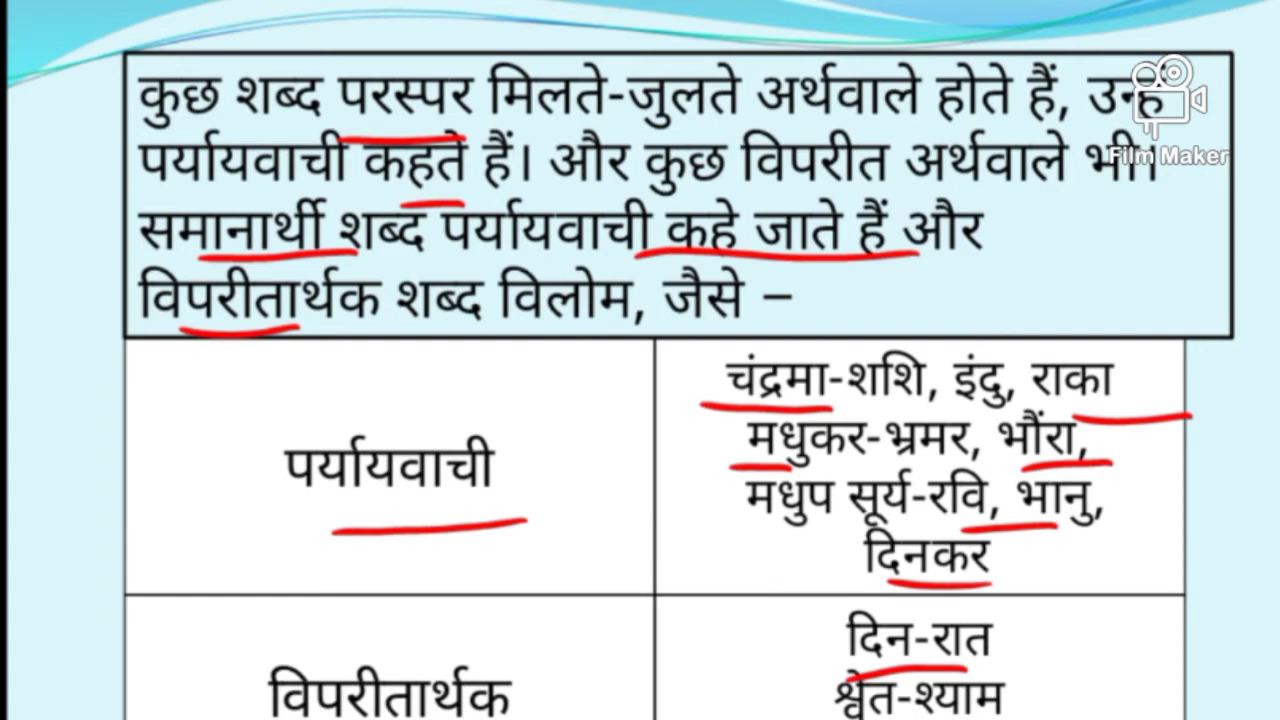 कुछ शब्द परस्पर मिलते-जुलते अर्थवाले होते हैं, उन्हें
पर्यायवाची कहते हैं। और कुछ विपरीत अर्थवाले भी।
समानार्थी शब्द पर्यायवाची कहे जाते हैं और
विपरीतार्थक शब्द विलोम, जैसे –
Film Maker
पर्यायवाची
चंद्रमा-शशि, इंदु, राका
मधुकर-भ्रमर, भौंरा,
मधुप सूर्य-रवि, भानु,
दिनकर
विपरीतार्थक
दिन-रात
श्वेत-श्याम